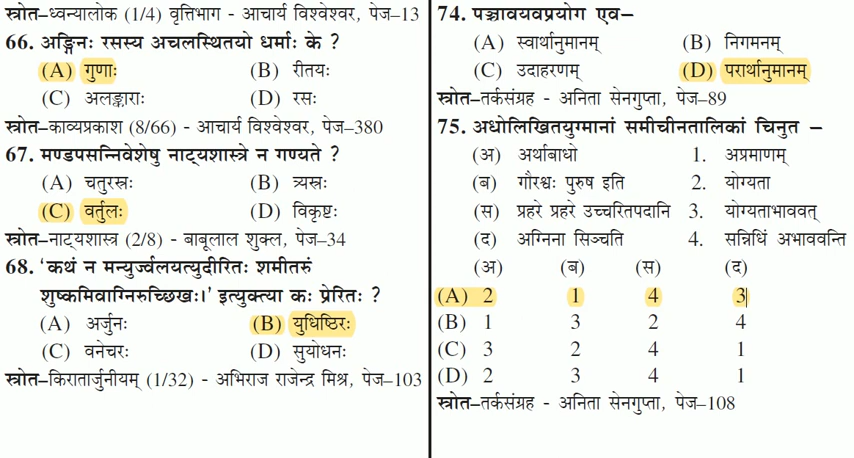 स्त्रोत–ध्वन्यालोक (1/4) वृत्तिभाग - आचार्य विश्वेश्वर, पेज–13
66. अङ्गिनः रसस्य अचलस्थितयो धर्माः के ?
(A) गुणाः (B) रीतयः
(C) अलङ्काराः (D) रसः
स्त्रोत–काव्यप्रकाश (8/66) - आचार्य विश्वेश्वर, पेज–380
67. मण्डपसन्निवेशेषु नाट्यशास्त्रे न गण्यते ?
(A) चतुरस्रः (B) त्र्यस्रः
(C) वर्तुलः (D) विकृष्टः
स्त्रोत–नाट्यशास्त्र (2/8) - बाबूलाल शुक्ल, पेज–34
68. ‘कथं न मन्युर्ज्वलयत्युदीरितः शमीतरुं
शुष्कमिवाग्निरुच्छिखः।’ इत्युक्त्या कः प्रेरितः ?
(A) अर्जुनः (B) युधिष्ठिरः
(C) वनेचरः (D) सुयोधनः
स्त्रोत–किरातार्जुनीयम् (1/32) - अभिराज राजेन्द्र मिश्र, पेज–103
74. पञ्चावयवप्रयोग एव–
(A) स्वार्थानुमानम् (B) निगमनम्
(C) उदाहरणम् (D) परार्थानुमानम्
स्त्रोत–तर्कसंग्रह - अनिता सेनगुप्ता, पेज–89
75. अधोलिखितयुग्मानां समीचीनतालिकां चिनुत –
(अ) अर्थाबाधो 1. अप्रमाणम्
(ब) गौरश्वः पुरुष इति 2. योग्यता
(स) प्रहरे प्रहरे उच्चरितपदानि 3. योग्यताभाववत्
(द) अग्निना सिञ्चति 4. सन्निधिं अभाववन्ति
(अ) (ब) (स) (द)
(A) 2 1 4 3
(B) 1 3 2 4
(C) 3 2 4 1
(D) 2 3 4 1
स्त्रोत–तर्कसंग्रह - अनिता सेनगुप्ता, पेज–108